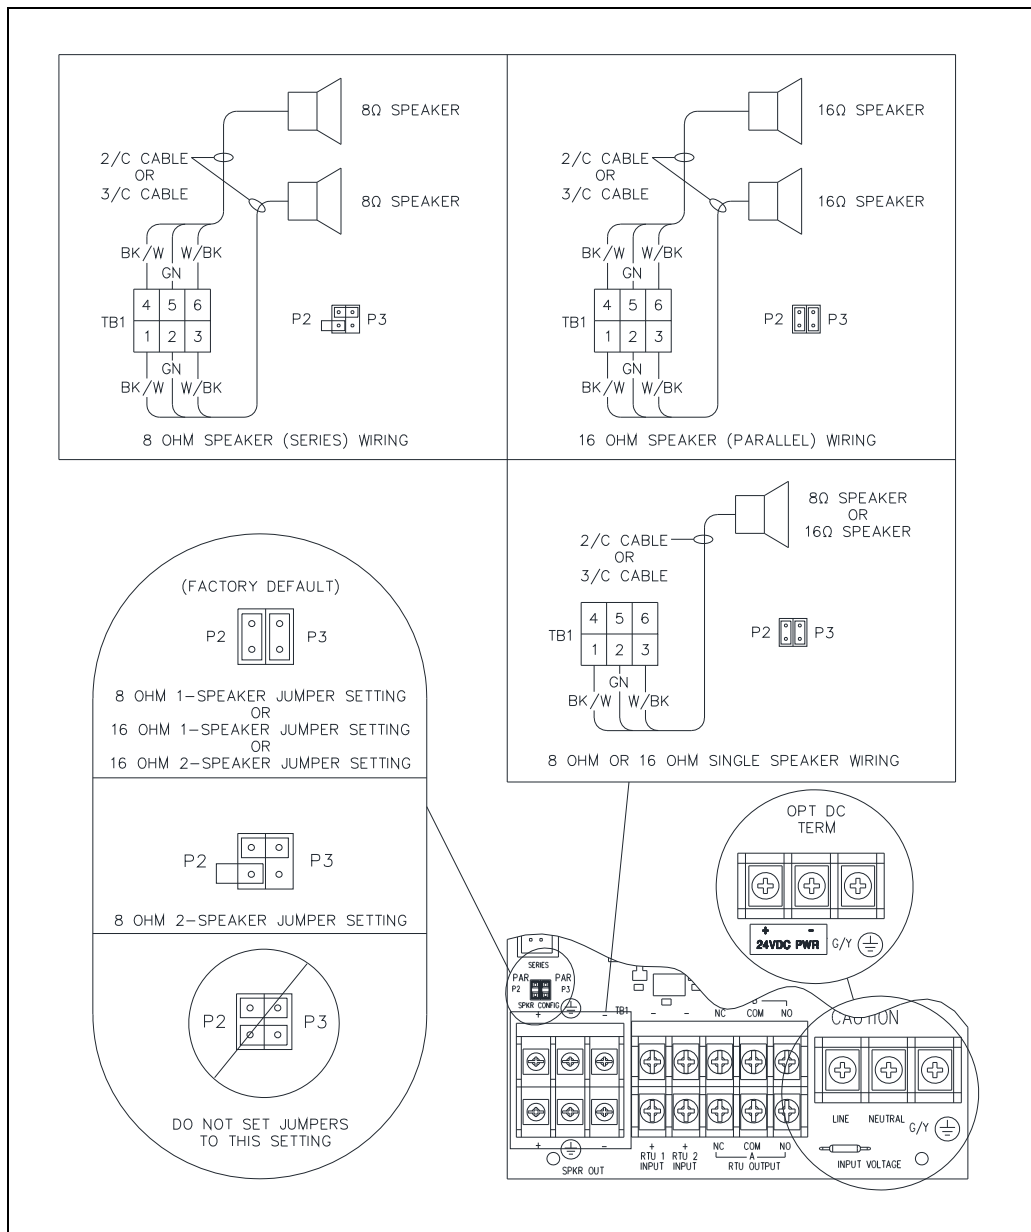 8Ω SPEAKER
2/C CABLE
OR
3/C CABLE
8Ω SPEAKER
BK/W W/BK
GN
4 5 6
TB1
1 2 3
P2 P3
GN
BK/W W/BK
8 OHM SPEAKER (SERIES) WIRING
16Ω SPEAKER
2/C CABLE
OR
3/C CABLE
16Ω SPEAKER
BK/W W/BK
GN
4 5 6
TB1
1 2 3
P2 P3
GN
BK/W W/BK
16 OHM SPEAKER (PARALLEL) WIRING
8Ω SPEAKER
OR
16Ω SPEAKER
2/C CABLE
OR
3/C CABLE
4 5 6
TB1
1 2 3
P2 P3
GN
BK/W W/BK
8 OHM OR 16 OHM SINGLE SPEAKER WIRING
(FACTORY DEFAULT)
P2 P3
8 OHM 1-SPEAKER JUMPER SETTING
OR
16 OHM 1-SPEAKER JUMPER SETTING
OR
16 OHM 2-SPEAKER JUMPER SETTING
P2 P3
8 OHM 2-SPEAKER JUMPER SETTING
P2 P3
DO NOT SET JUMPERS
TO THIS SETTING
OPT DC
TERM
+ -
24VDC PWR G/Y
SERIES
PAR PAR
P2 P3
SPKR CONFIG
+ - TB1 - - NC COM NO
CAUTION
LINE NEUTRAL G/Y
+ - + + NC COM NO
RTU 1 RTU 2 A
INPUT INPUT RTU OUTPUT
SPKR OUT
INPUT VOLTAGE